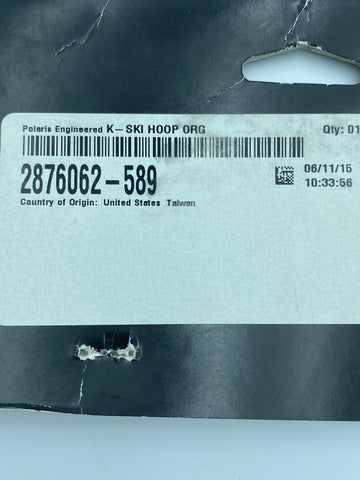 Polaris Engineered K-SKI HOOP ORG Qty: 01
2876062-589 06/11/15
10:33:56
Country of Origin: United States Taiwan